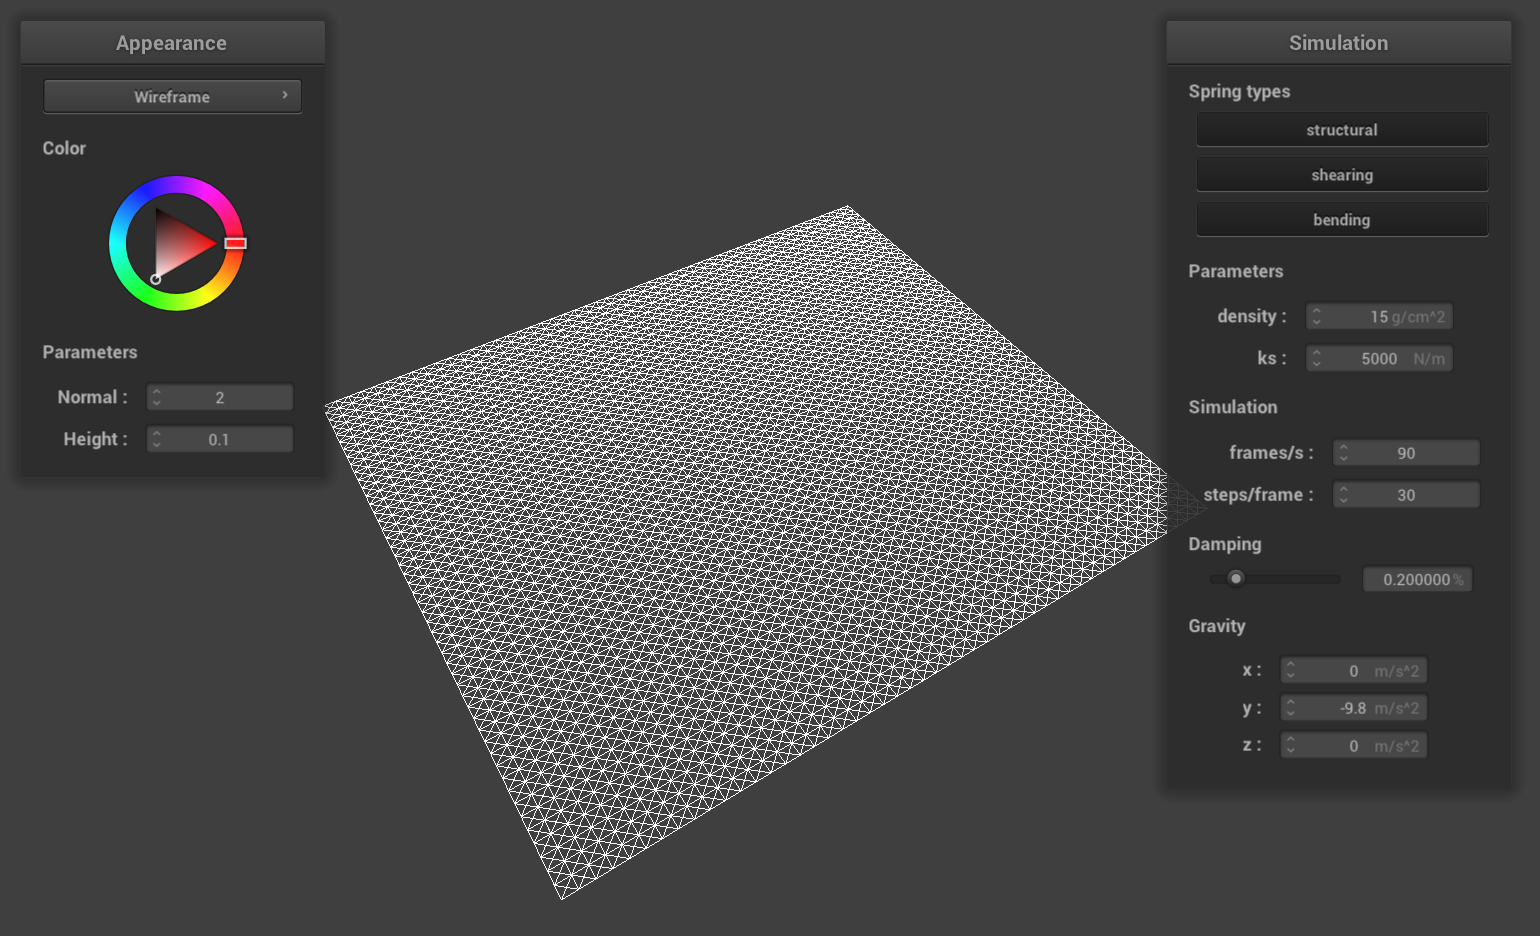 Appearance
Wireframe
Color
Parameters
Normal : 2
Height : 0.1
Simulation
Spring types
structural
shearing
bending
Parameters
density : 15 g/cm^2
ks : 5000 N/m
Simulation
frames/s : 90
steps/frame : 30
Damping
0.200000 %
Gravity
x : 0 m/s^2
y : -9.8 m/s^2
z : 0 m/s^2